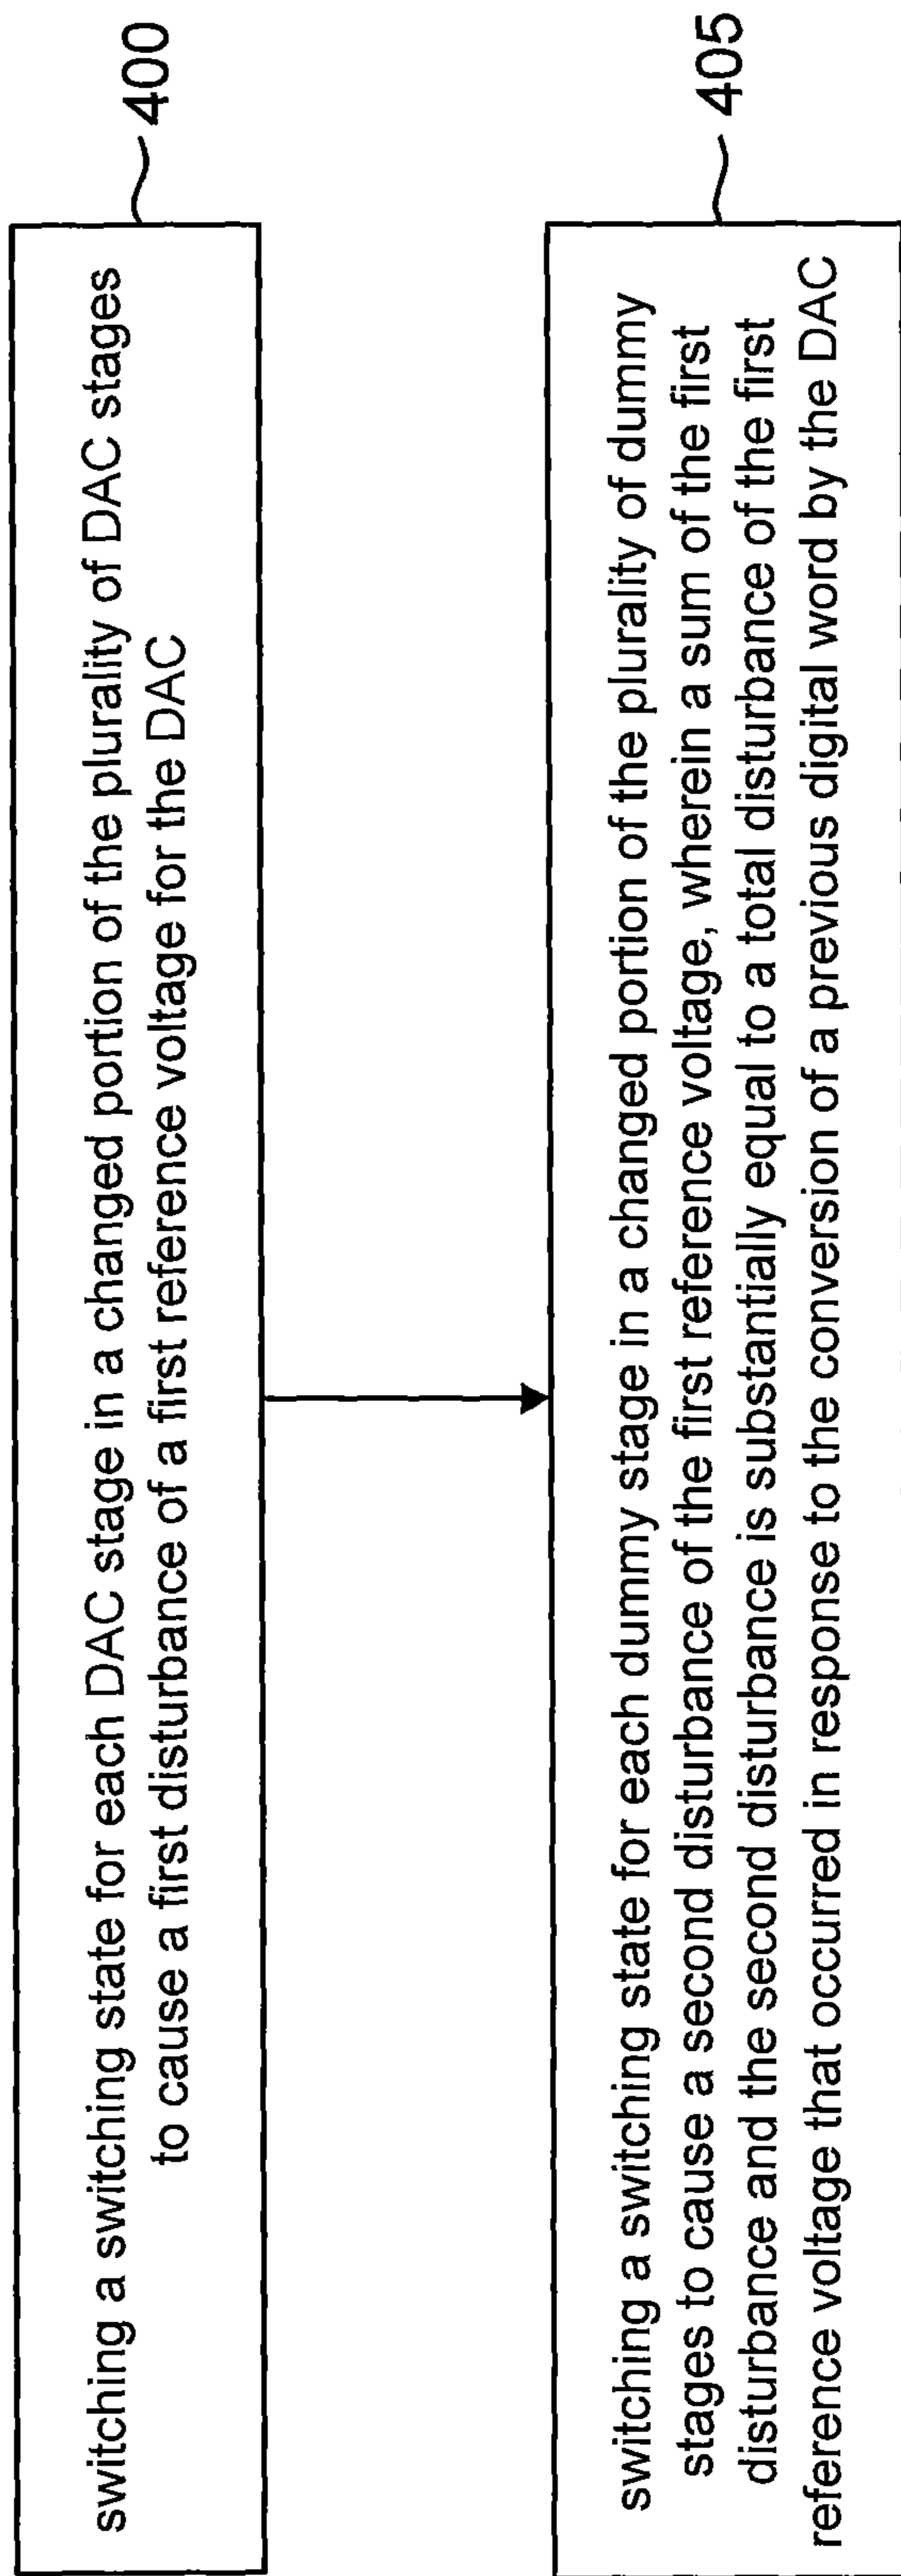 switching a switching state for each DAC stage in a changed portion of the plurality of DAC stages
to cause a first disturbance of a first reference voltage for the DAC
400
switching a switching state for each dummy stage in a changed portion of the plurality of dummy
stages to cause a second disturbance of the first reference voltage, wherein a sum of the first
disturbance and the second disturbance is substantially equal to a total disturbance of the first
reference voltage that occurred in response to the conversion of a previous digital word by the DAC
405